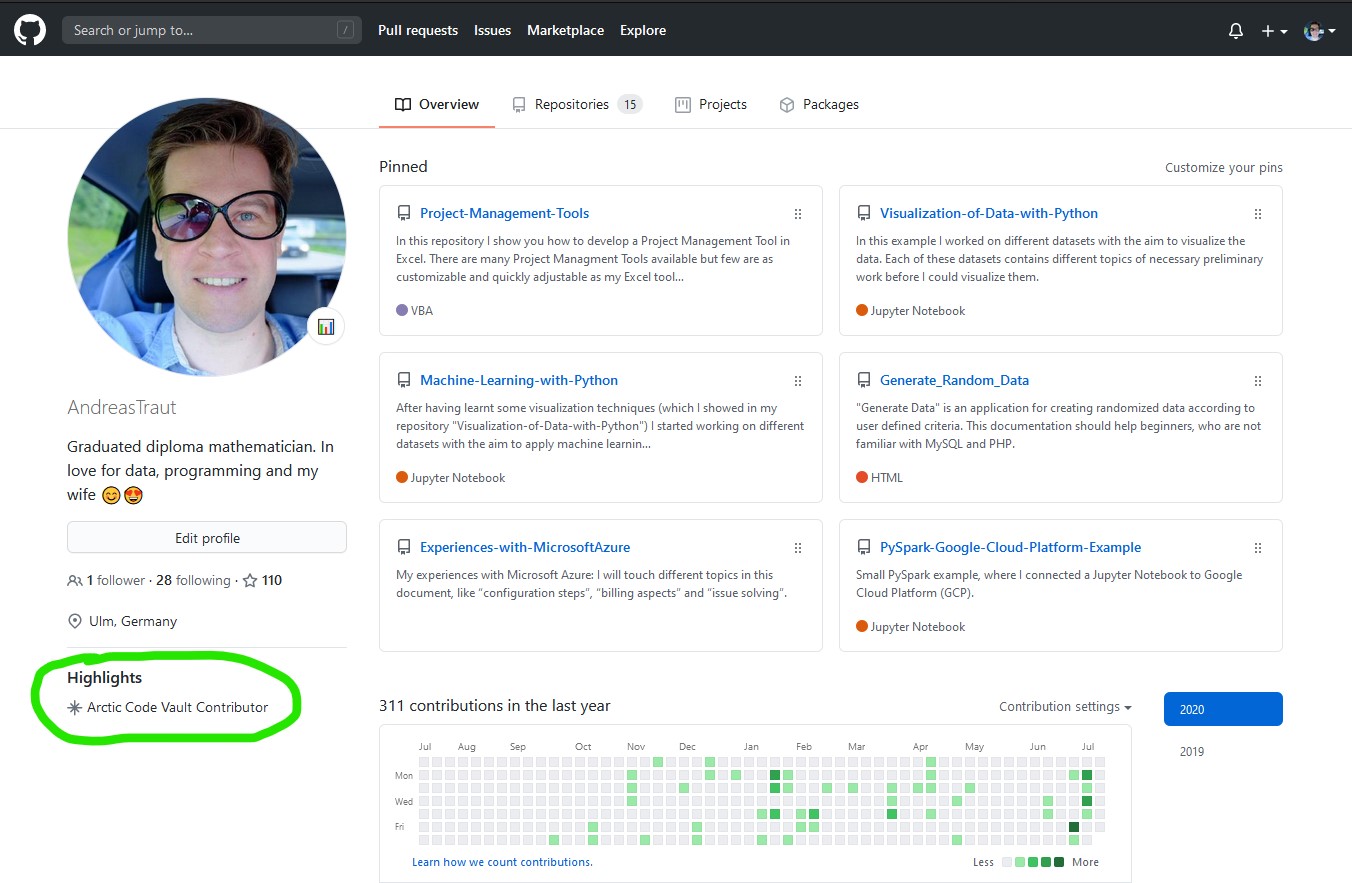 Search or jump to...
/
Pull requests
Issues
Marketplace
Explore
Overview
Repositories 15
Projects
Packages
AndreasTraut
Graduated diploma mathematician. In
love for data, programming and my
wife 😊😍
Edit profile
1 follower · 28 following · 110
Ulm, Germany
Highlights
Arctic Code Vault Contributor
Pinned
Customize your pins
Project-Management-Tools
In this repository I show you how to develop a Project Management Tool in
Excel. There are many Project Managment Tools available but few are as
customizable and quickly adjustable as my Excel tool...
VBA
Visualization-of-Data-with-Python
In this example I worked on different datasets with the aim to visualize the
data. Each of these datasets contains different topics of necessary preliminary
work before I could visualize them.
Jupyter Notebook
Machine-Learning-with-Python
After having learnt some visualization techniques (which I showed in my
repository "Visualization-of-Data-with-Python") I started working on different
datasets with the aim to apply machine learnin...
Jupyter Notebook
Generate_Random_Data
"Generate Data" is an application for creating randomized data according to
user defined criteria. This documentation should help beginners, who are not
familiar with MySQL and PHP.
HTML
Experiences-with-MicrosoftAzure
My experiences with Microsoft Azure: I will touch different topics in this
document, like “configuration steps”, “billing aspects” and “issue solving”.
PySpark-Google-Cloud-Platform-Example
Small PySpark example, where I connected a Jupyter Notebook to Google
Cloud Platform (GCP).
Jupyter Notebook
311 contributions in the last year
Contribution settings
2020
2019
Jul Aug Sep Oct Nov Dec Jan Feb Mar Apr May Jun Jul
Mon
Wed
Fri
Learn how we count contributions.
Less
More